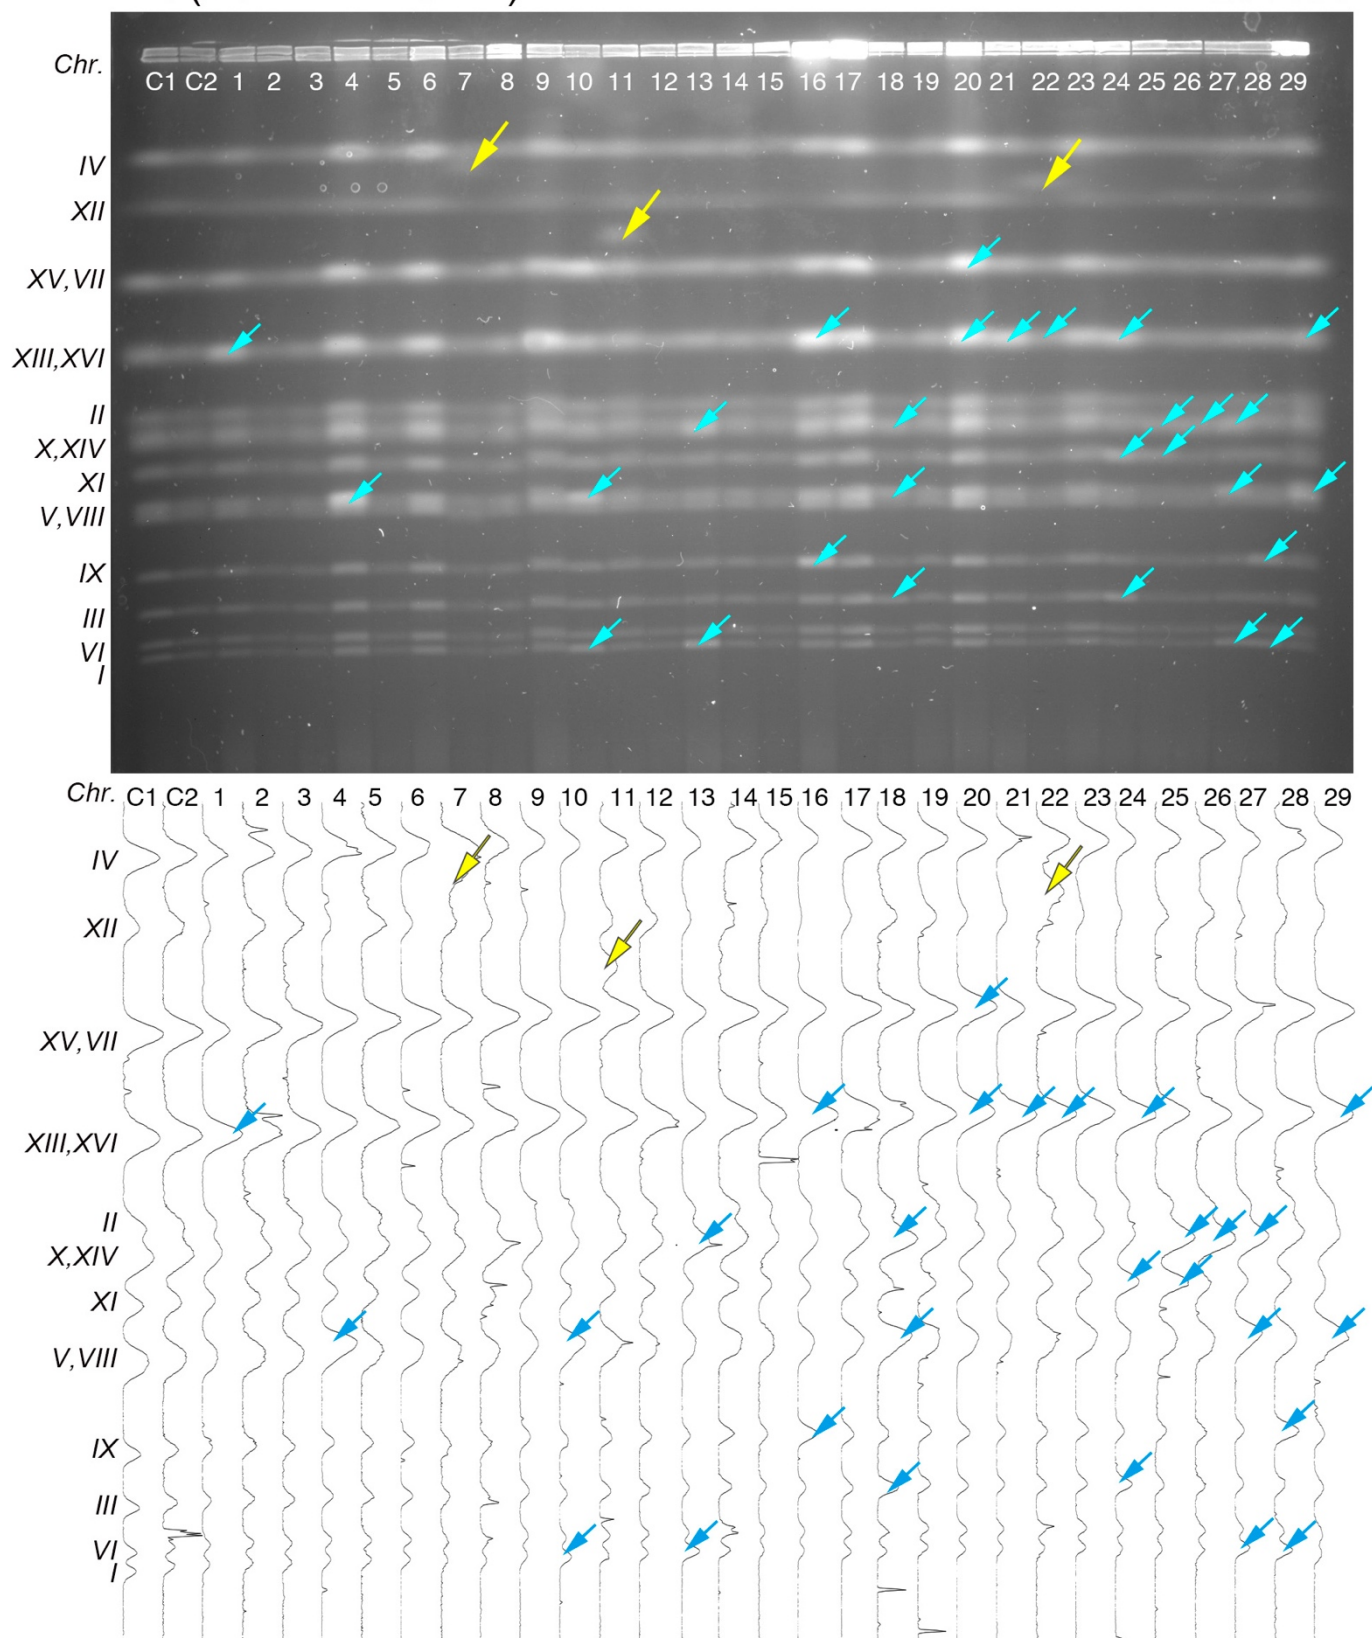 Chr.
C1 C2 1 2 3 4 5 6 7 8 9 10 11 12 13 14 15 16 17 18 19 20 21 22 23 24 25 26 27 28 29
IV
XII
XV,VII
XIII,XVI
II
X,XIV
XI
V,VIII
IX
III
VI
I
Chr. C1 C2 1 2 3 4 5 6 7 8 9 10 11 12 13 14 15 16 17 18 19 20 21 22 23 24 25 26 27 28 29
IV
XII
XV,VII
XIII,XVI
II
X,XIV
XI
V,VIII
IX
III
VI
I